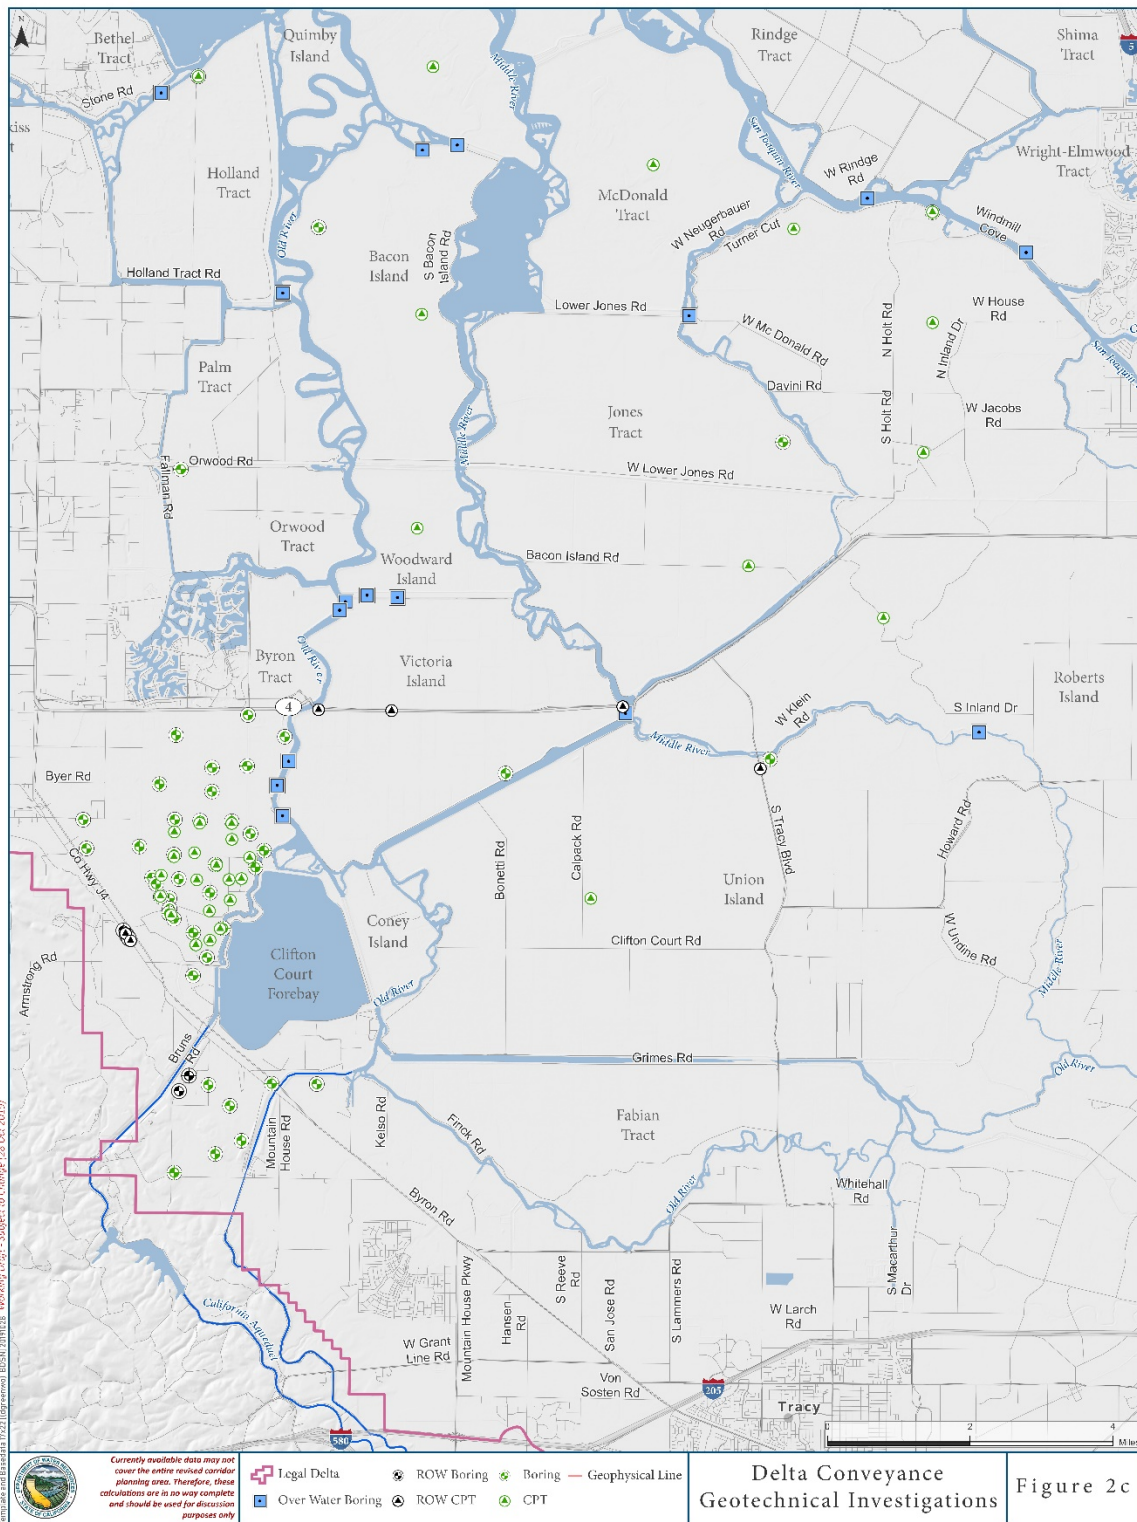 N
Bethel
Tract
Quimby
Island
Middle River
Rindge
Tract
Shima
Tract
5
Stone Rd
Holland
Tract
Old River
McDonald
Tract
San Joaquin River
W Rindge
Rd
Wright-Elmwood
Tract
W Neugerbauer
Rd
Turner Cut
Windmill
Cove
Bacon
Island
S Bacon
Island Rd
Holland Tract Rd
Lower Jones Rd
W House
Rd
N Holt Rd
N Inland Dr
W Mc Donald Rd
Palm
Tract
Davini Rd
Jones
Tract
S Holt Rd
W Jacobs
Rd
Middle River
Orwood Rd
Fallman Rd
W Lower Jones Rd
Orwood
Tract
Woodward
Island
Bacon Island Rd
Byron
Tract
Old River
Victoria
Island
Roberts
Island
4
W Klein
Rd
S Inland Dr
Middle River
Byer Rd
S Tracy Blvd
Howard Rd
Co Hwy J4
Bonetti Rd
Calpack Rd
Union
Island
Coney
Island
Clifton Court Rd
W Undine Rd
Armstrong Rd
Clifton
Court
Forebay
Old River
Middle River
Bruns
Rd
Grimes Rd
Old River
Mountain
House Rd
Kelso Rd
Finck Rd
Fabian
Tract
Byron Rd
Old River
Whitehall
Rd
Mountain House Pkwy
S Reeve
Rd
Hansen
Rd
San Jose Rd
S Lammers Rd
S Macarthur
Dr
California Aqueduct
W Grant
Line Rd
W Larch
Rd
Von
Sosten Rd
205
Tracy
580
0 2 4
Miles
Currently available data may not
cover the entire revised corridor
planning area. Therefore, these
calculations are in no way complete
and should be used for discussion
purposes only
Legal Delta
ROW Boring
Boring
Geophysical Line
Over Water Boring
ROW CPT
CPT
Delta Conveyance
Geotechnical Investigations
Figure 2c